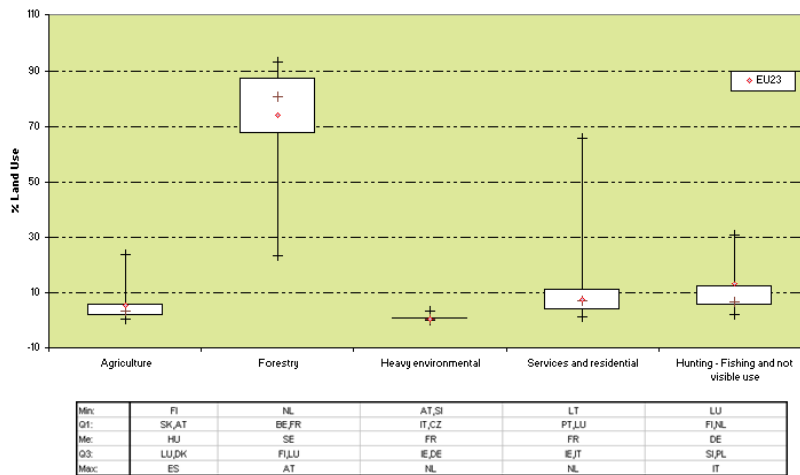 110
90
70
50
30
10
-10
% Land Use
EU23
Agriculture
Forestry
Heavy environmental
Services and residential
Hunting - Fishing and not
visible use
Min: FI NL AT,SI LT LU
Q1: SK,AT BE,FR IT,CZ PT,LU FI,NL
Me: HU SE FR FR DE
Q3: LU,DK FI,LU IE,DE IE,IT SI,PL
Max: ES AT NL NL IT